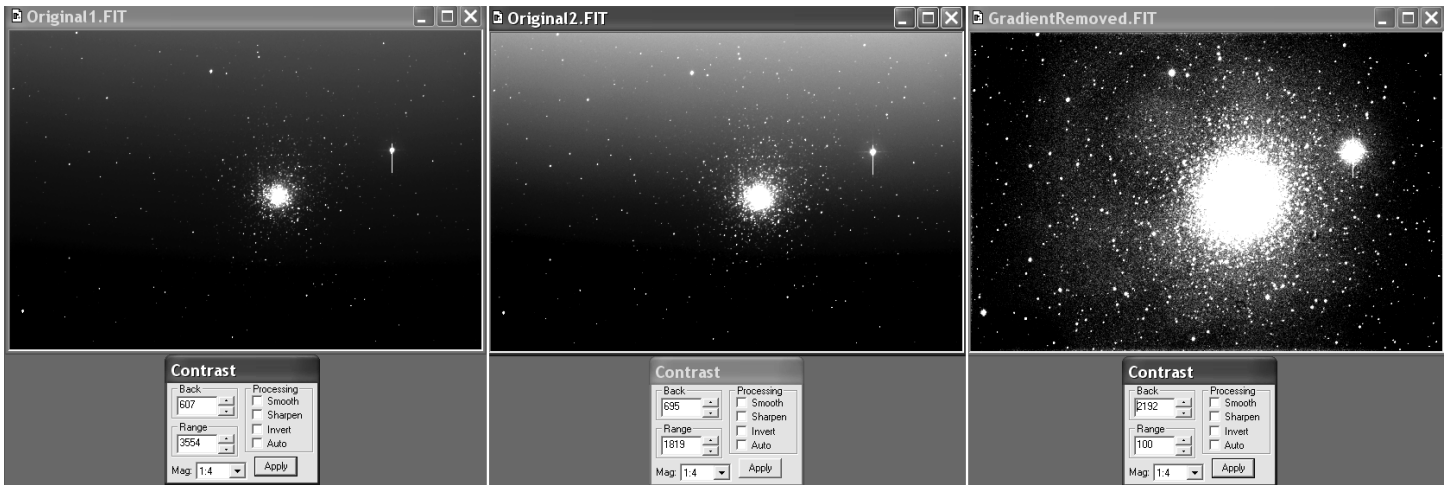 Original1.FIT
Original2.FIT
GradientRemoved.FIT
Contrast
Back
607
Range
3554
Mag: 1:4
Processing
Smooth
Sharpen
Invert
Auto
Apply
Contrast
Back
695
Range
1819
Mag: 1:4
Processing
Smooth
Sharpen
Invert
Auto
Apply
Contrast
Back
2192
Range
100
Mag: 1:4
Processing
Smooth
Sharpen
Invert
Auto
Apply